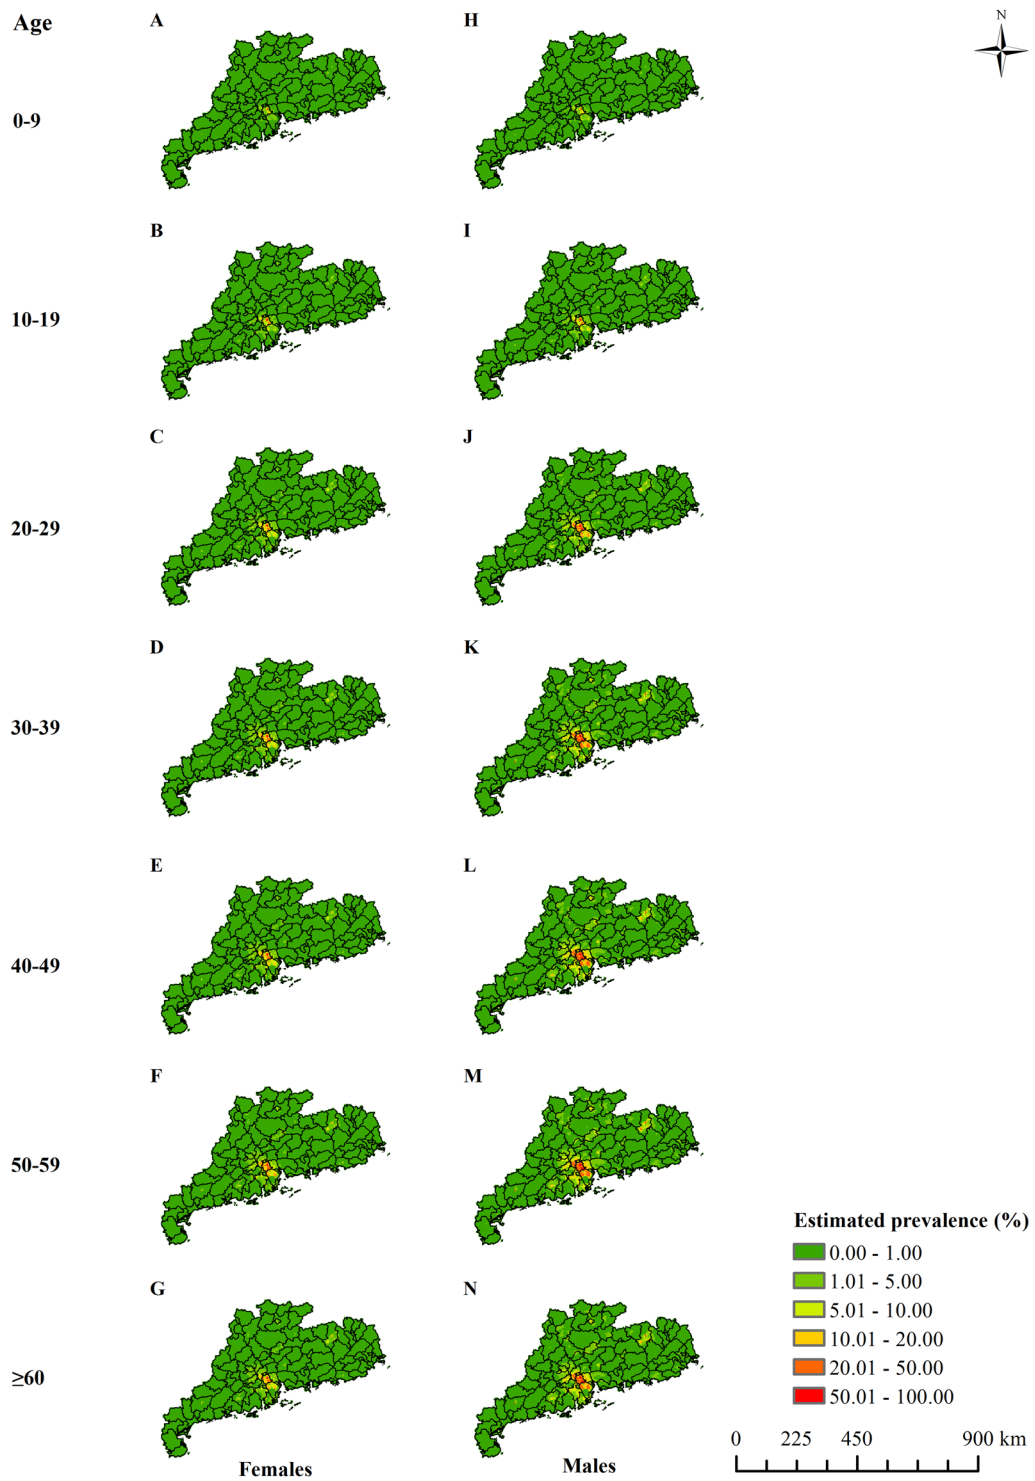 Age
A
H
N
0-9
B
I
10-19
C
J
20-29
D
K
30-39
E
L
40-49
F
M
50-59
G
N
≥60
Females
Males
Estimated prevalence (%)
0.00 - 1.00
1.01 - 5.00
5.01 - 10.00
10.01 - 20.00
20.01 - 50.00
50.01 - 100.00
0 225 450 900 km